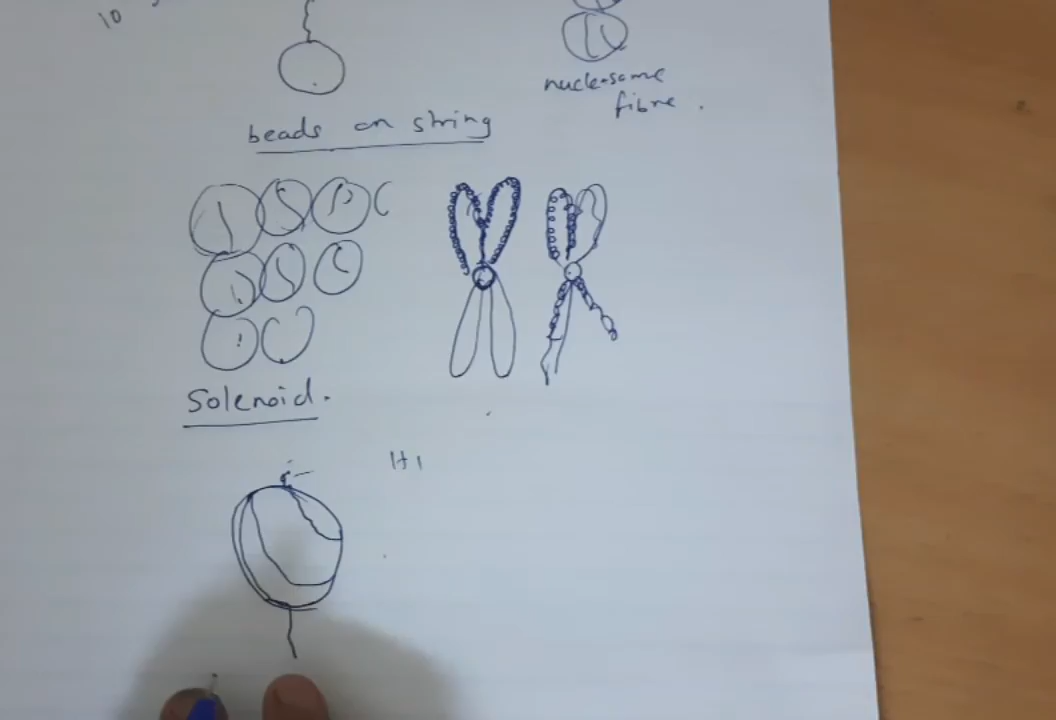 10
nucleosome
fibre.
beads on string
Solenoid.
H1